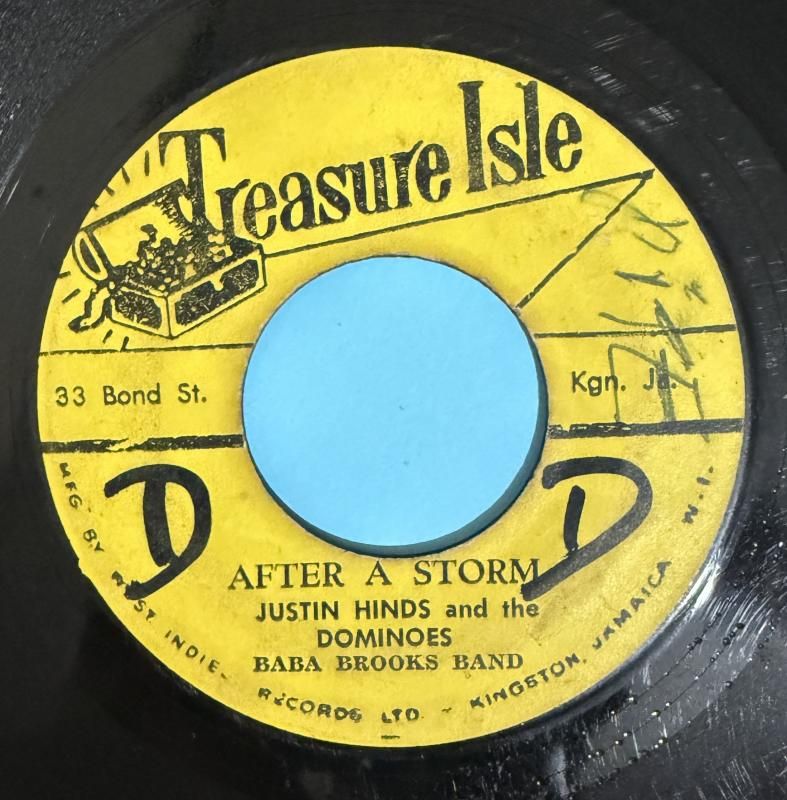 Treasure Isle
33 Bond St.
Kgn. Ja.
D
D
AFTER A STORM
JUSTIN HINDS and the
DOMINOES
BABA BROOKS BAND
MFG. BY WEST INDIES RECORDS LTD. - KINGSTON, JAMAICA W.I.